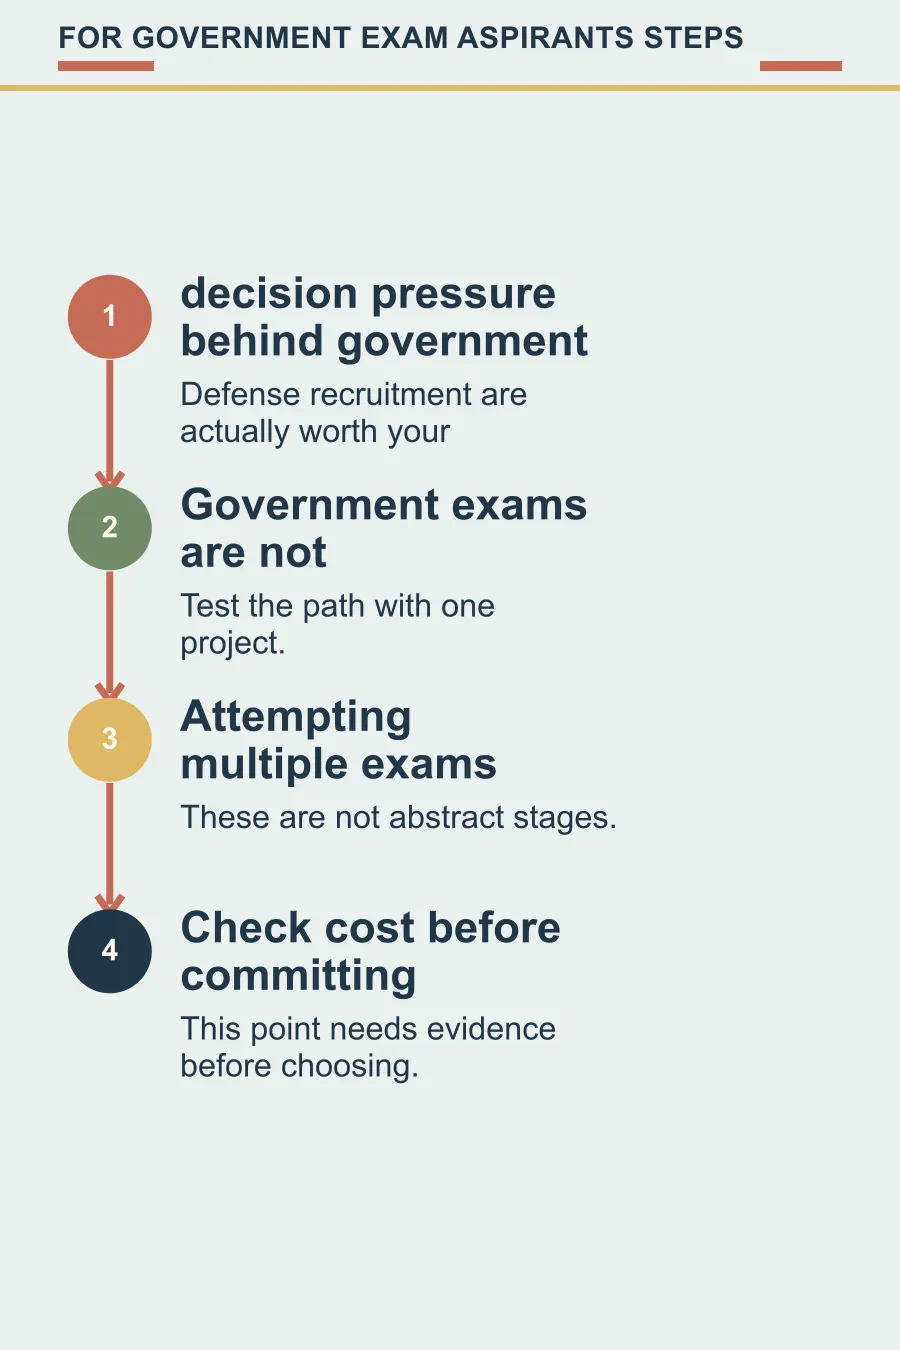 FOR GOVERNMENT EXAM ASPIRANTS STEPS
1
decision pressure
behind government
Defense recruitment are
actually worth your
2
Government exams
are not
Test the path with one
project.
3
Attempting
multiple exams
These are not abstract stages.
4
Check cost before
committing
This point needs evidence
before choosing.